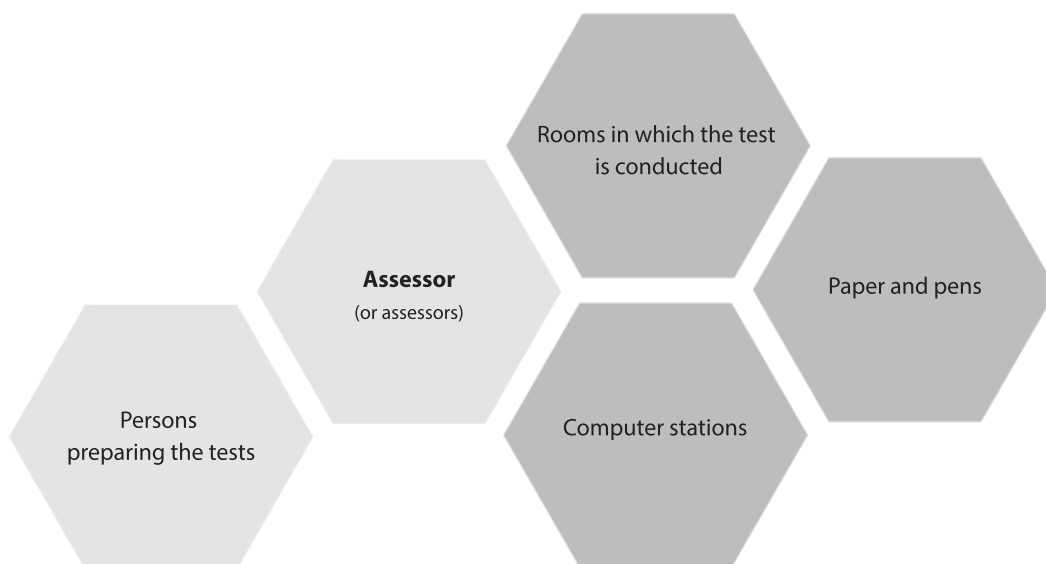 Rooms in which the test
is conducted
Assessor
(or assessors)
Paper and pens
Persons
preparing the tests
Computer stations